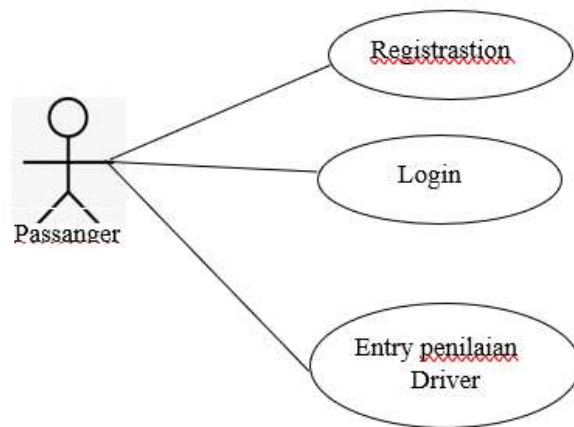 Registrastion
Login
Passanger
Entry penilaian
Driver